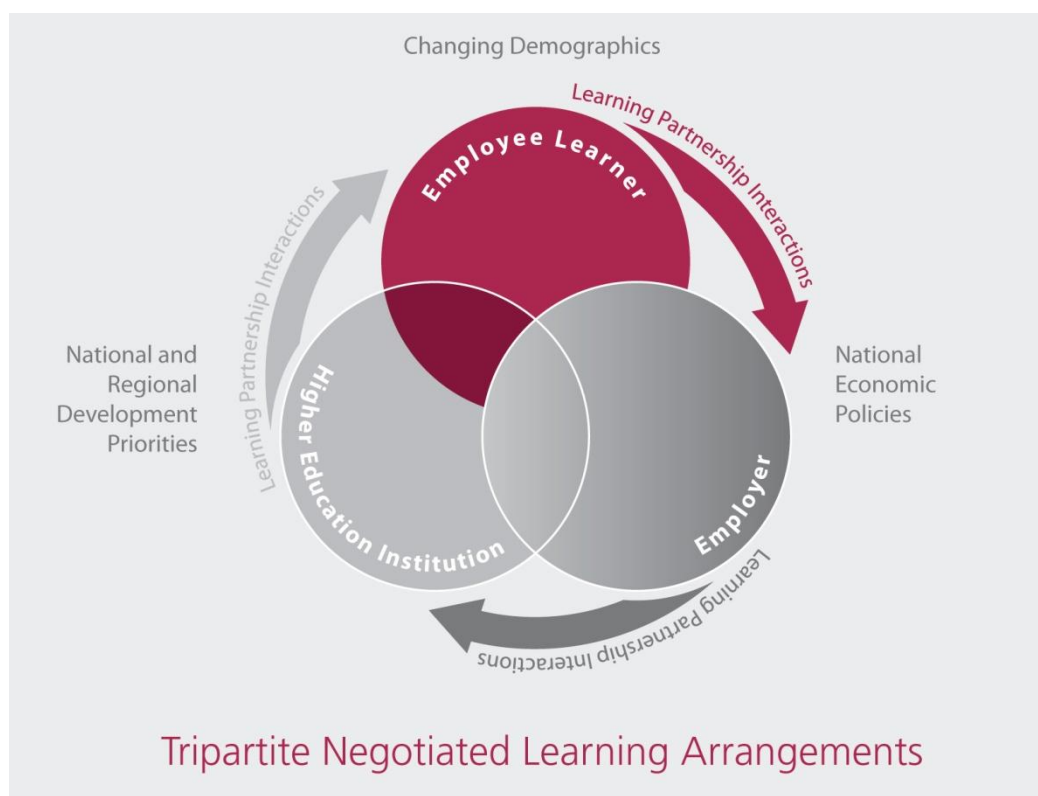 Changing Demographics
Learning Partnership Interactions
Employee Learner
Learning Partnership Interactions
National and
Regional
Development
Priorities
National
Economic
Policies
Higher Education Institution
Employer
Learning Partnership Interactions
Tripartite Negotiated Learning Arrangements